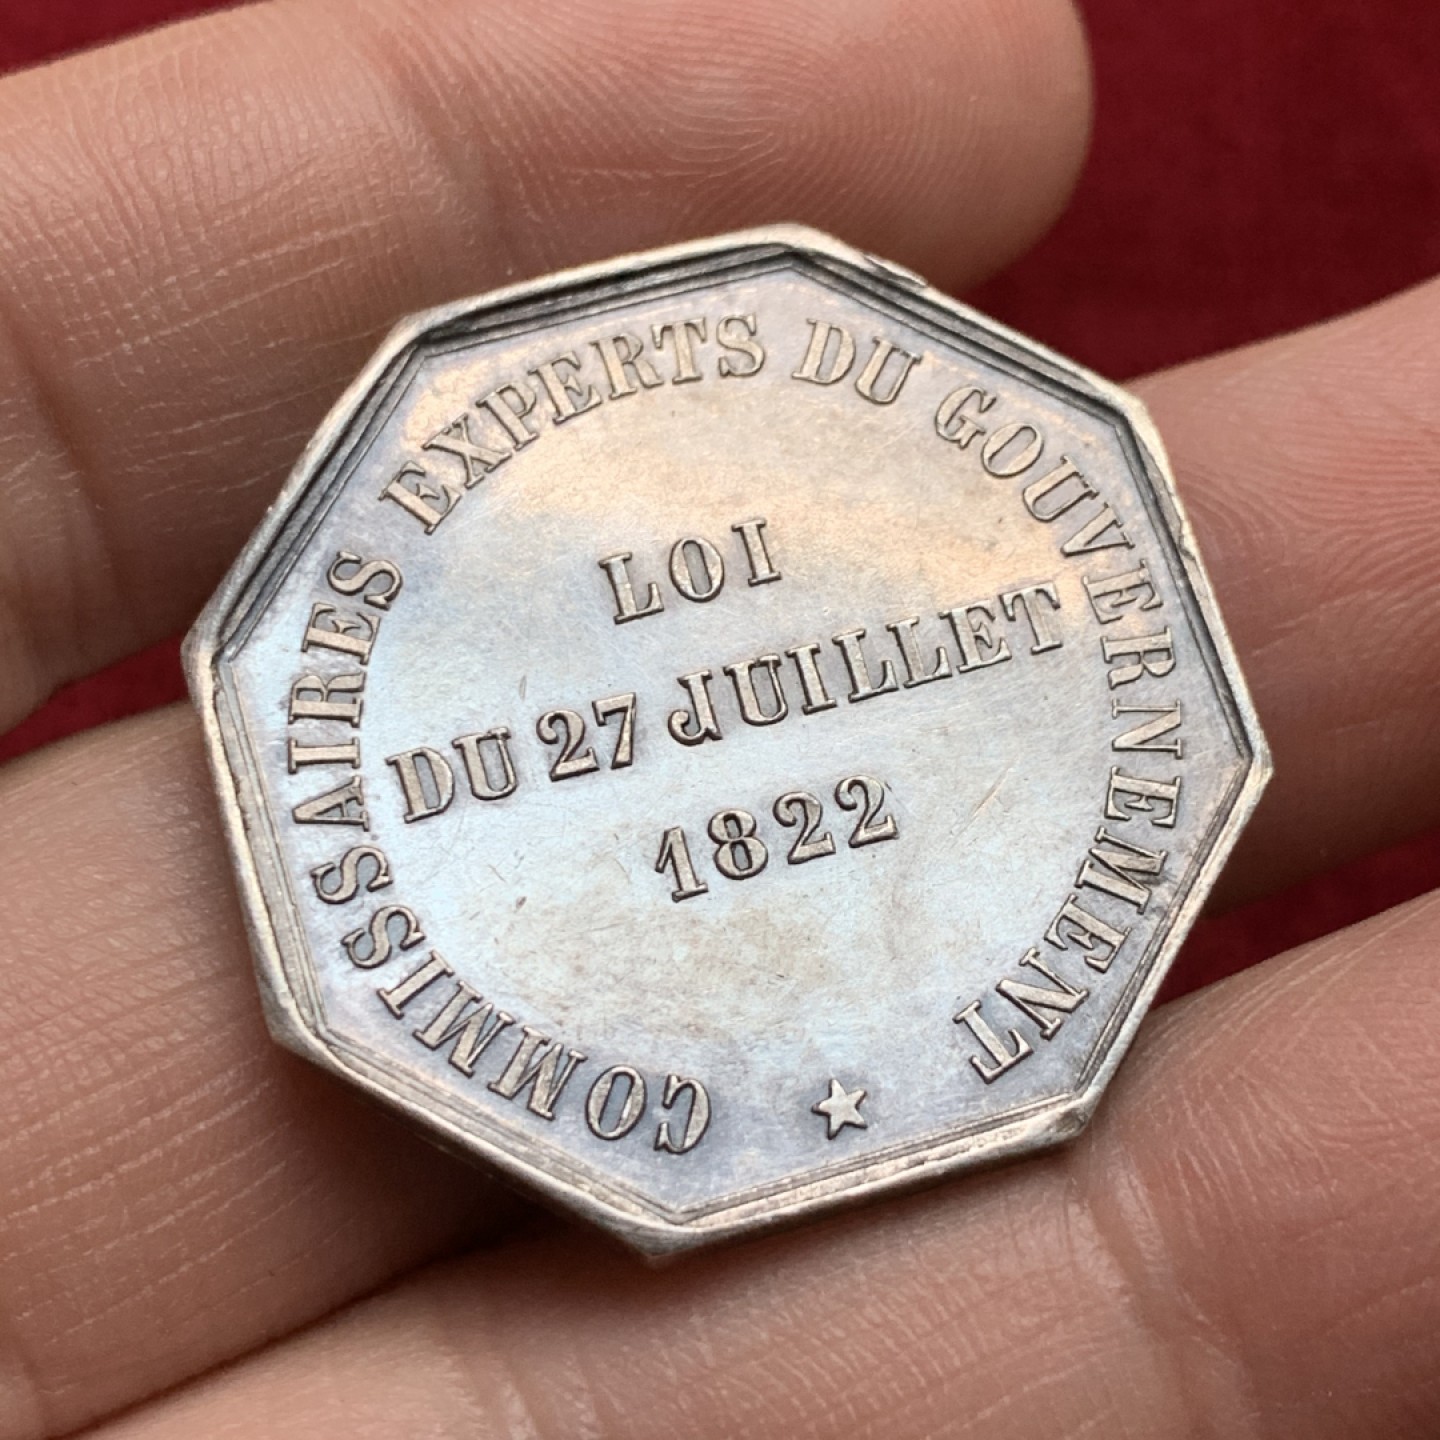 COMMISSAIRES EXPERTS DU GOUVERNEMENT
LOI
DU 27 JUILLET
1822